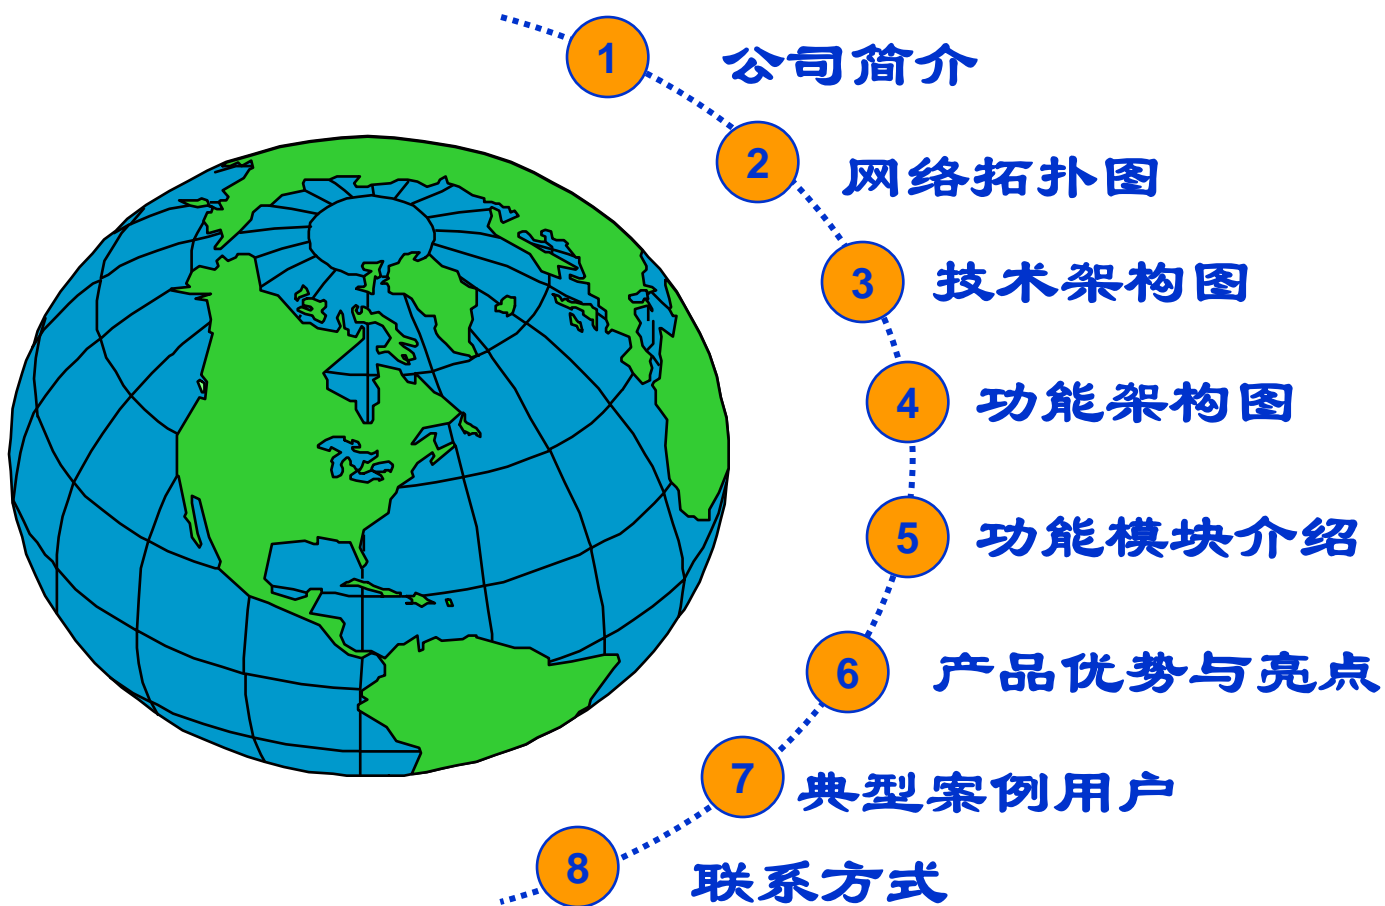 1 公司简介
2 网络拓扑图
3 技术架构图
4 功能架构图
5 功能模块介绍
6 产品优势与亮点
7 典型案例用户
8 联系方式